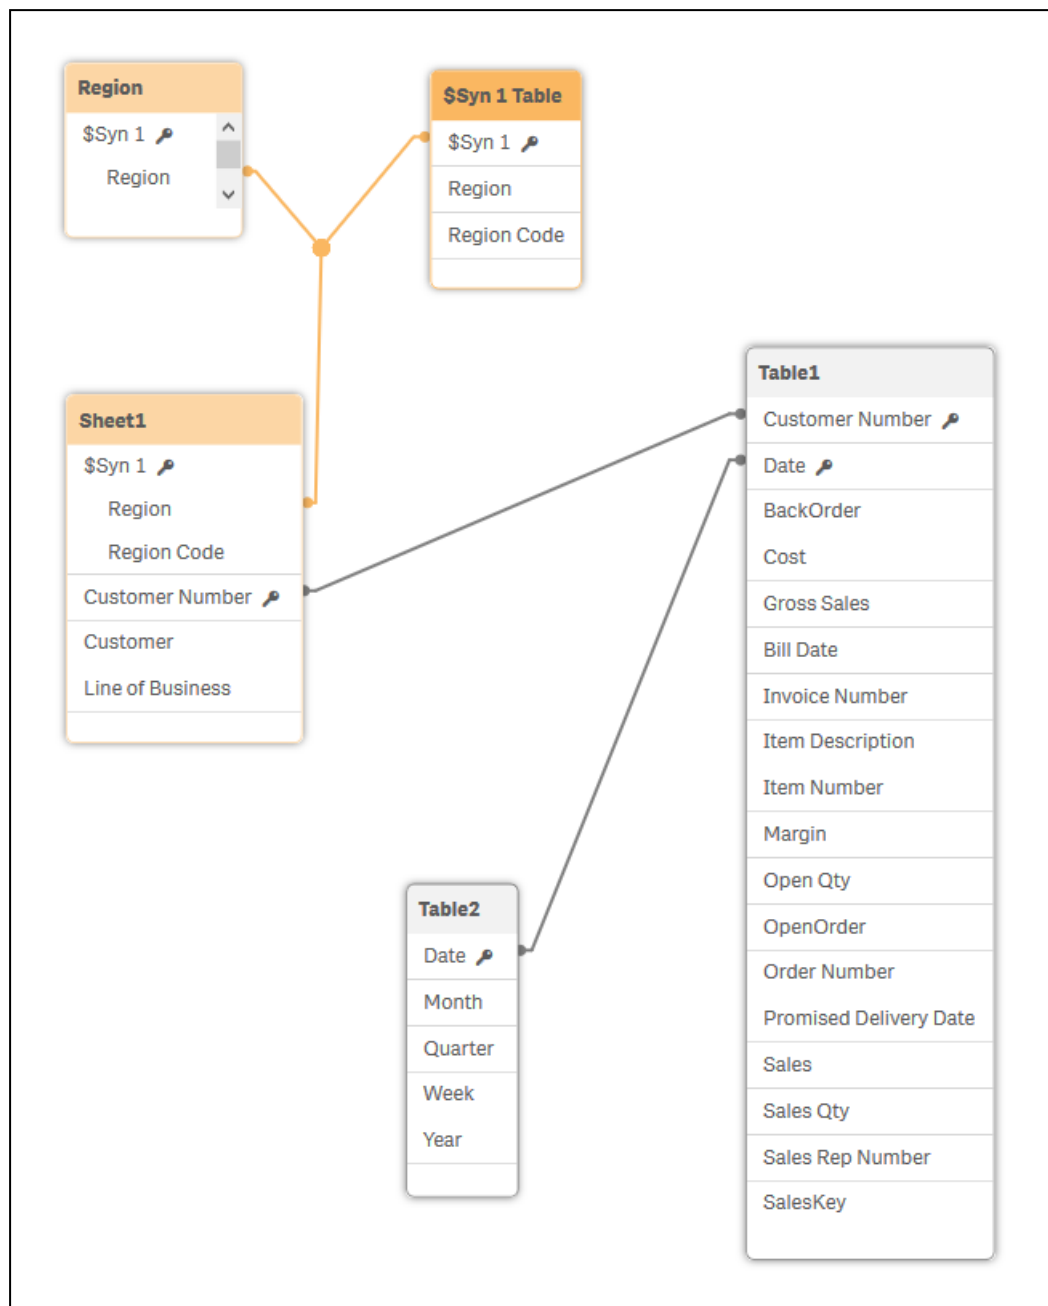 Region
$Syn 1
Region
$Syn 1 Table
$Syn 1
Region
Region Code
Sheet1
$Syn 1
Region
Region Code
Customer Number
Customer
Line of Business
Table1
Customer Number
Date
BackOrder
Cost
Gross Sales
Bill Date
Invoice Number
Item Description
Item Number
Margin
Open Qty
OpenOrder
Order Number
Promised Delivery Date
Sales
Sales Qty
Sales Rep Number
SalesKey
Table2
Date
Month
Quarter
Week
Year